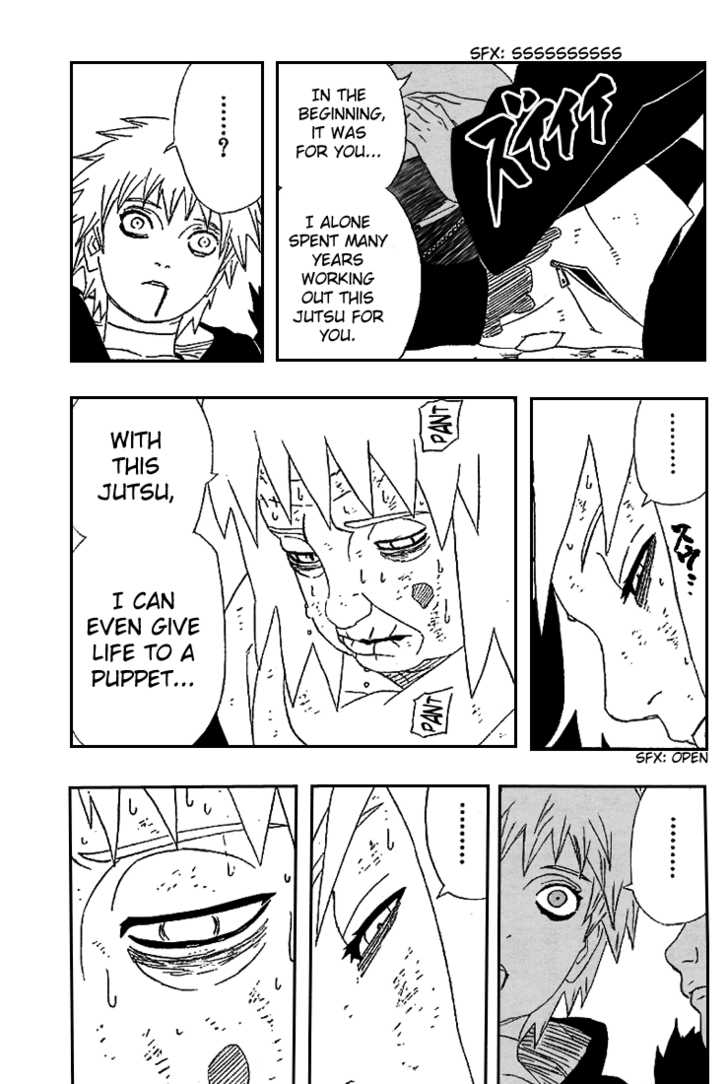 SFX: SSSSSSSSSS
IN THE
BEGINNING,
IT WAS
FOR YOU...
ズイイイ
I ALONE
SPENT MANY
YEARS
WORKING
OUT THIS
JUTSU FOR
YOU.
......?
......
SFX: OPEN
PANT
WITH
THIS
JUTSU,
I CAN
EVEN GIVE
LIFE TO A
PUPPET...
PANT
......
......